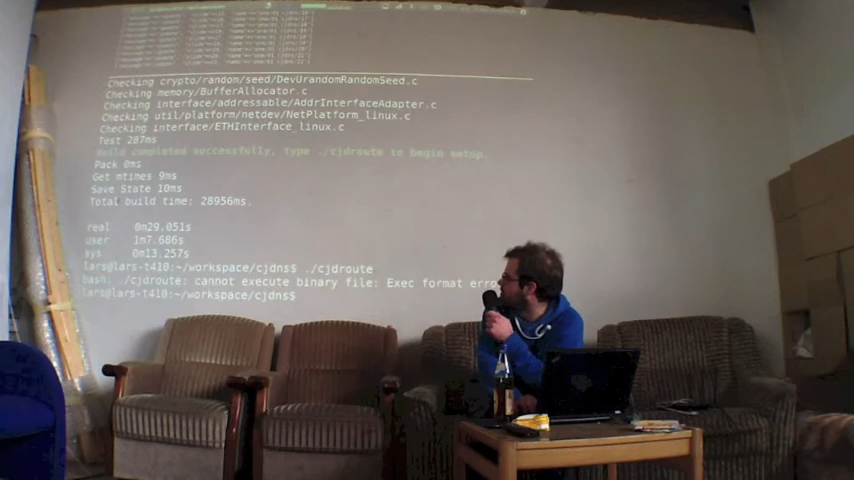 Checking crypto/random/seed/DevUrandomRandomSeed.c
Checking memory/BufferAllocator.c
Checking interface/addressable/AddrInterfaceAdapter.c
Checking util/platform/netdev/NetPlatform_linux.c
Checking interface/ETHInterface_linux.c
Test 287ms
Build completed successfully, type ./cjdroute to begin setup.
Pack 0ms
Get mtimes 9ms
Save State 10ms
Total build time: 28956ms.
real 0m29.051s
user 1m7.686s
sys 0m13.257s
lars@lars-t410:~/workspace/cjdns$ ./cjdroute
bash: ./cjdroute: cannot execute binary file: Exec format erro
lars@lars-t410:~/workspace/cjdns$